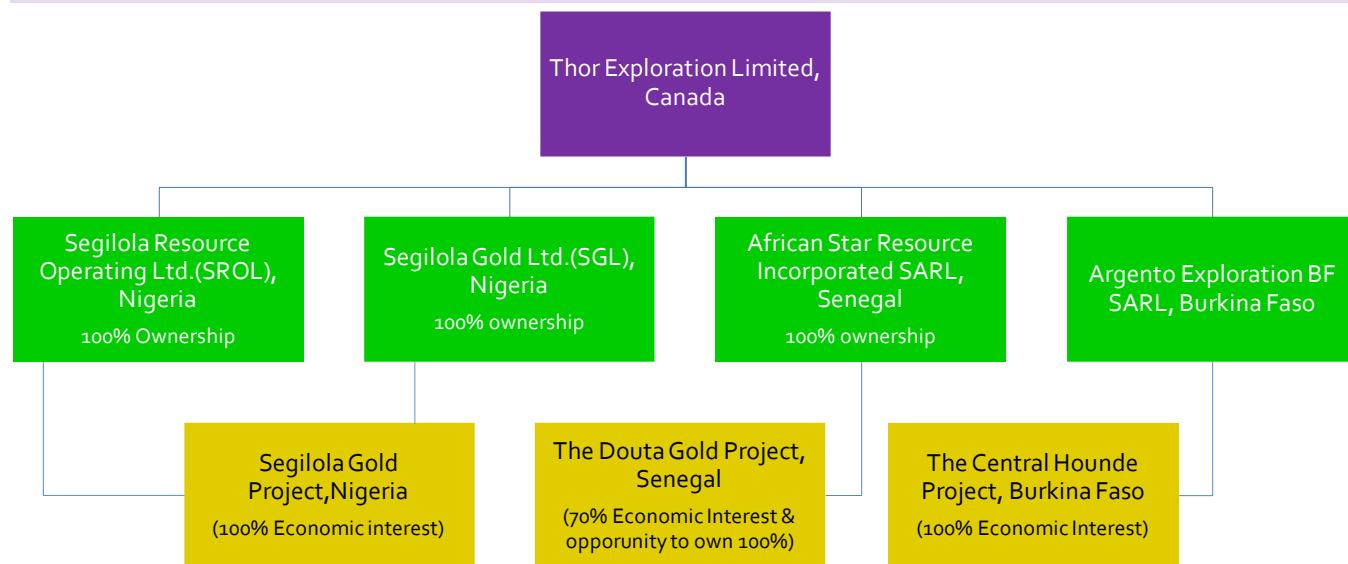 Thor Exploration Limited,
Canada
Segilola Resource
Operating Ltd.(SROL),
Nigeria
100% Ownership
Segilola Gold Ltd.(SGL),
Nigeria
100% ownership
African Star Resource
Incorporated SARL,
Senegal
100% ownership
Argento Exploration BF
SARL, Burkina Faso
Segilola Gold
Project,Nigeria
(100% Economic interest)
The Douta Gold Project,
Senegal
(70% Economic Interest &
opporunity to own 100%)
The Central Hounde
Project, Burkina Faso
(100% Economic Interest)